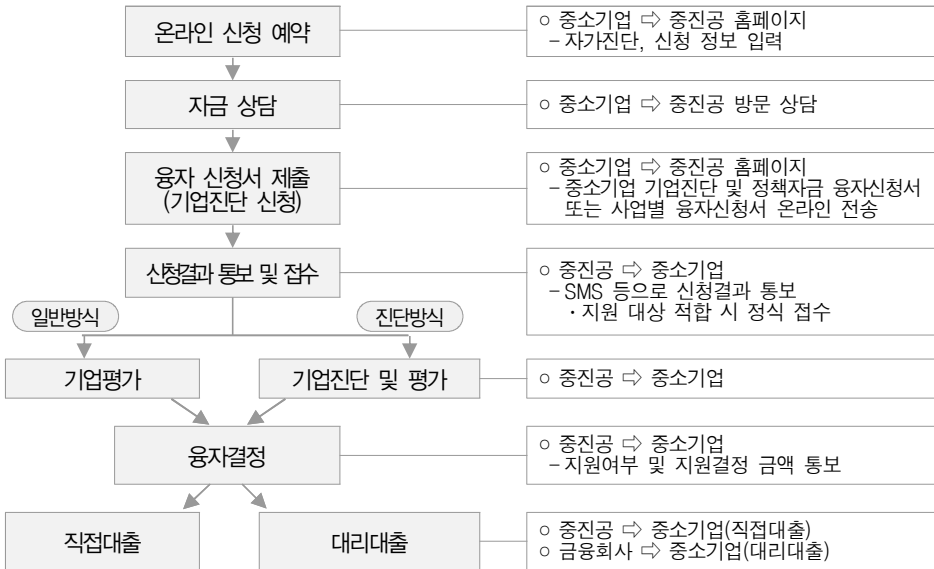 온라인 신청 예약
○ 중소기업 ⇨ 중진공 홈페이지
– 자가진단, 신청 정보 입력
자금 상담
○ 중소기업 ⇨ 중진공 방문 상담
융자 신청서 제출
(기업진단 신청)
○ 중소기업 ⇨ 중진공 홈페이지
– 중소기업 기업진단 및 정책자금 융자신청서
또는 사업별 융자신청서 온라인 전송
신청결과 통보 및 접수
○ 중진공 ⇨ 중소기업
– SMS 등으로 신청결과 통보
· 지원 대상 적합 시 정식 접수
일반방식
진단방식
기업평가
기업진단 및 평가
○ 중진공 ⇨ 중소기업
융자결정
○ 중진공 ⇨ 중소기업
– 지원여부 및 지원결정 금액 통보
직접대출
대리대출
○ 중진공 ⇨ 중소기업(직접대출)
○ 금융회사 ⇨ 중소기업(대리대출)